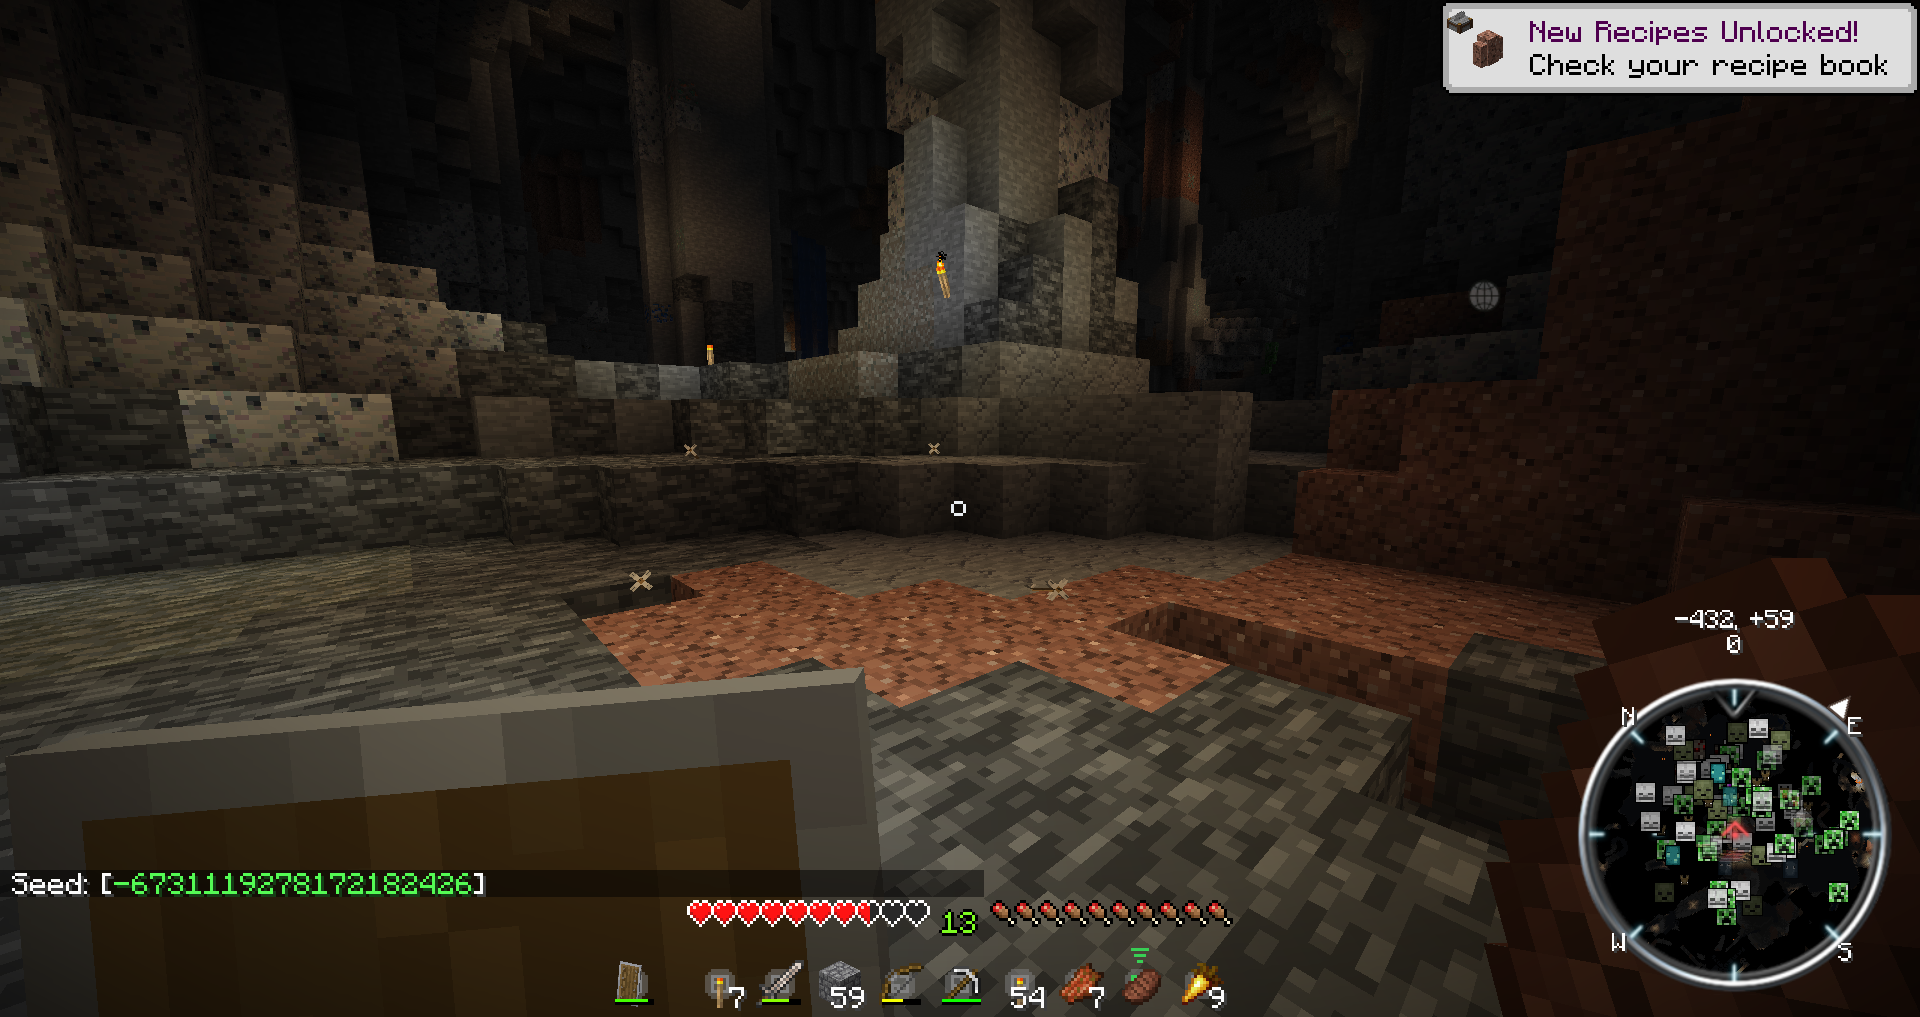 New Recipes Unlocked!
Check your recipe book
-432, +59
0
N
E
W
S
Seed: [-6731119278172182426]
13
7
59
54
7
9